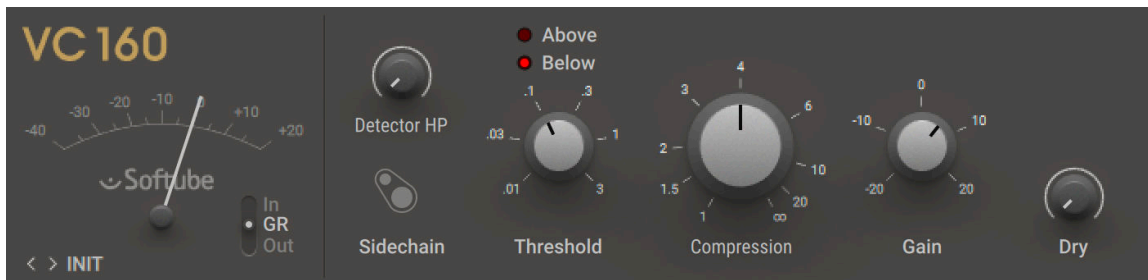 VC 160
-40 -30 -20 -10 0 +10 +20
Softube
In
GR
Out
< > INIT
Detector HP
Sidechain
Above
Below
.01 .03 .1 .3 1 3
Threshold
1 1.5 2 3 4 6 10 20 ∞
Compression
-20 -10 0 10 20
Gain
Dry